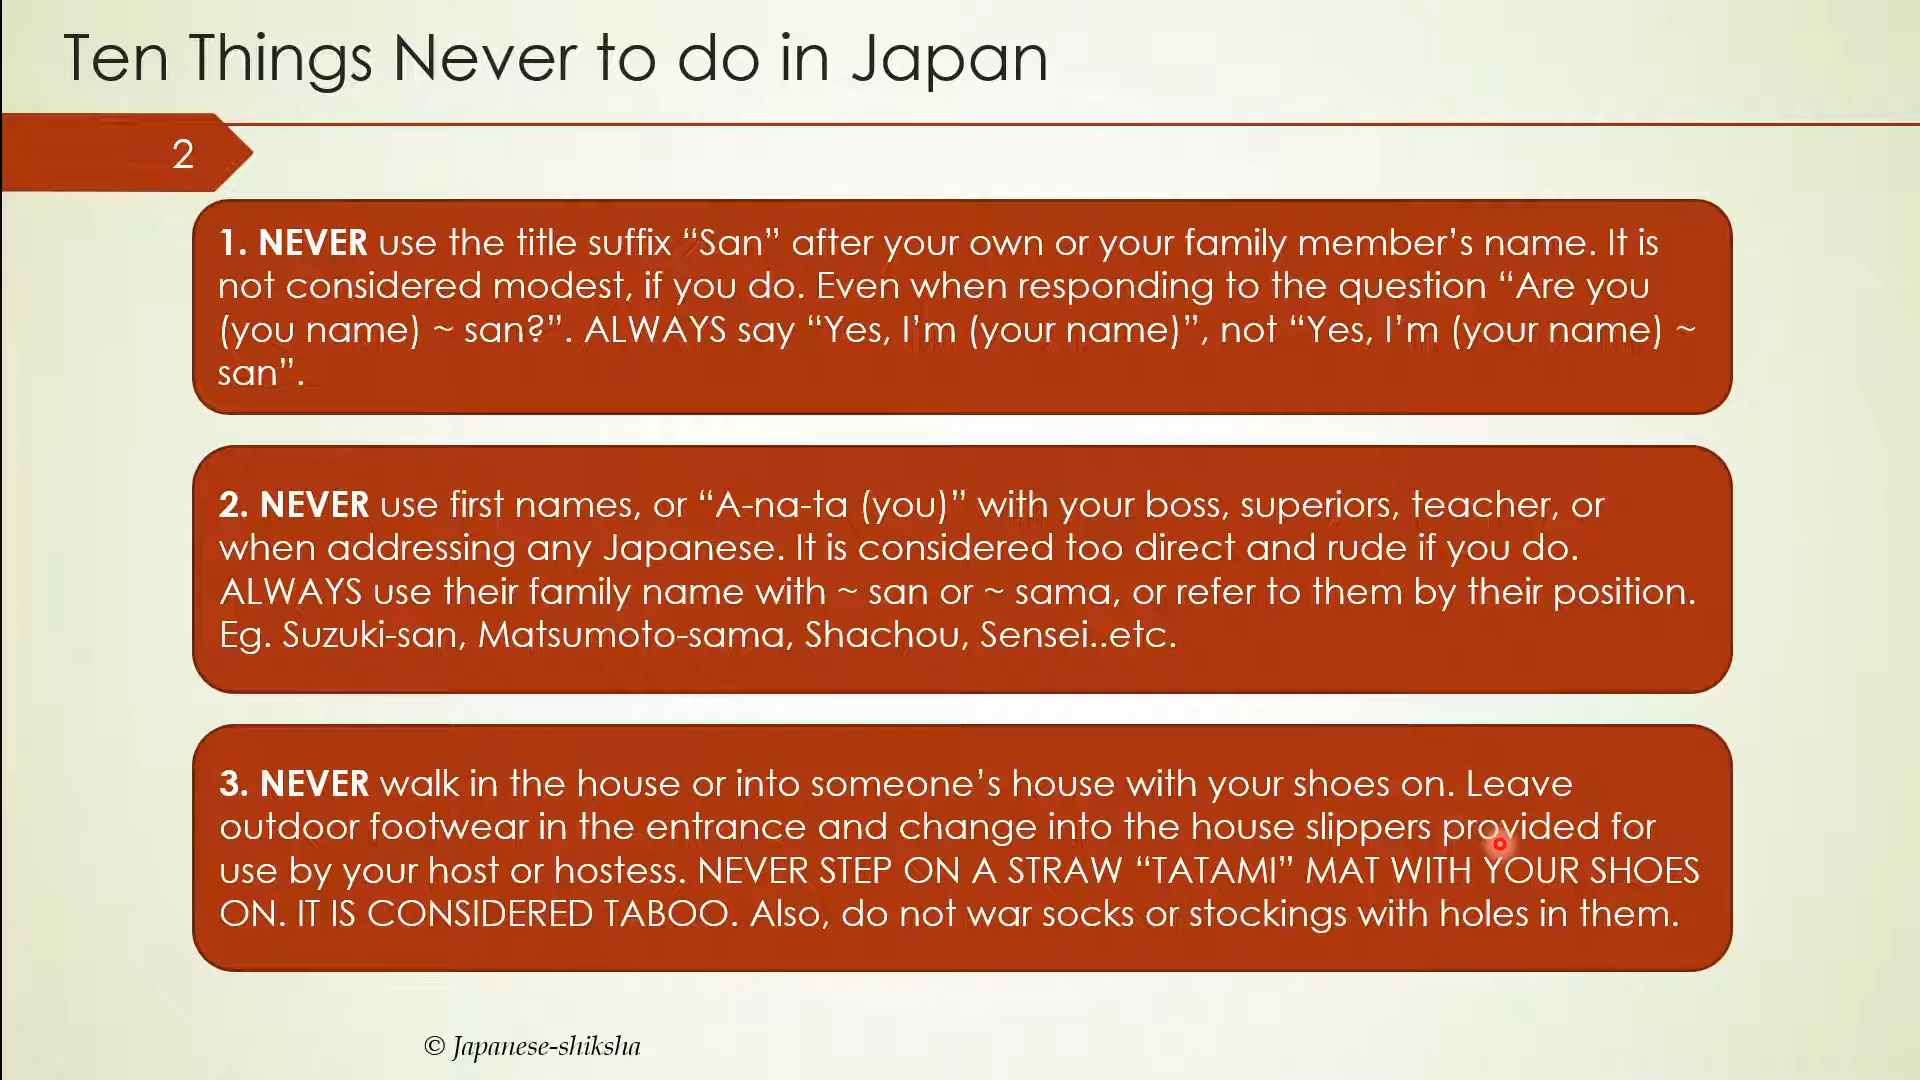 Ten Things Never to do in Japan
2
1. NEVER use the title suffix “San” after your own or your family member’s name. It is
not considered modest, if you do. Even when responding to the question “Are you
(you name) ~ san?”. ALWAYS say “Yes, I’m (your name)”, not “Yes, I’m (your name) ~
san”.
2. NEVER use first names, or “A-na-ta (you)” with your boss, superiors, teacher, or
when addressing any Japanese. It is considered too direct and rude if you do.
ALWAYS use their family name with ~ san or ~ sama, or refer to them by their position.
Eg. Suzuki-san, Matsumoto-sama, Shachou, Sensei..etc.
3. NEVER walk in the house or into someone’s house with your shoes on. Leave
outdoor footwear in the entrance and change into the house slippers provided for
use by your host or hostess. NEVER STEP ON A STRAW “TATAMI” MAT WITH YOUR SHOES
ON. IT IS CONSIDERED TABOO. Also, do not war socks or stockings with holes in them.
© Japanese-shiksha